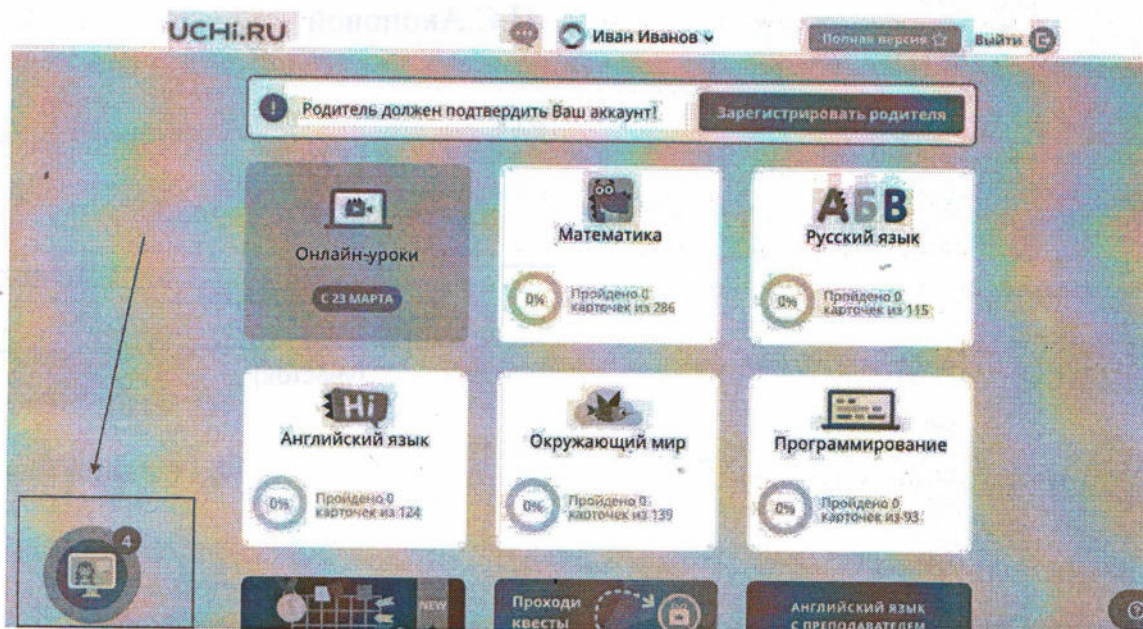 UCHi.RU
Иван Иванов
Полная версия
Выйти
Родитель должен подтвердить Ваш аккаунт!
Зарегистрировать родителя
Онлайн-уроки
С 23 МАРТА
Математика
0%
Пройдено 0
карточек из 286
АБВ
Русский язык
0%
Пройдено 0
карточек из 115
Hi
Английский язык
0%
Пройдено 0
карточек из 124
Окружающий мир
0%
Пройдено 0
карточек из 139
Программирование
0%
Пройдено 0
карточек из 93
4
NEW
Проходи
квесты
АНГЛИЙСКИЙ ЯЗЫК
С ПРЕПОДАВАТЕЛЕМ